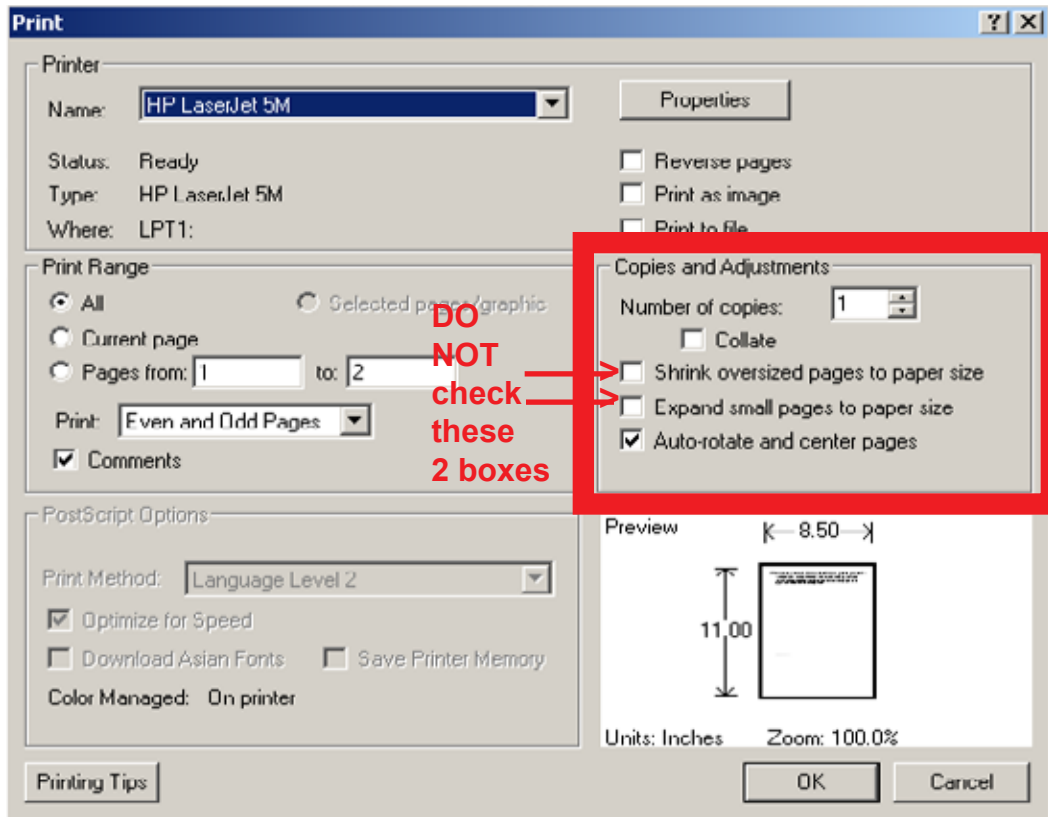 Print
Printer
Name: HP LaserJet 5M
Properties
Status: Ready
Reverse pages
Type: HP LaserJet 5M
Print as image
Where: LPT1:
Print to file
Print Range
Copies and Adjustments
All
Selected pages/graphic
Number of copies: 1
Current page
Collate
Pages from: 1 to: 2
Shrink oversized pages to paper size
Expand small pages to paper size
Print: Even and Odd Pages
Auto-rotate and center pages
Comments
DO
NOT
check
these
2 boxes
PostScript Options
Preview
8.50
Print Method: Language Level 2
Optimize for Speed
11.00
Download Asian Fonts
Save Printer Memory
Color Managed: On printer
Units: Inches Zoom: 100.0%
Printing Tips
OK
Cancel